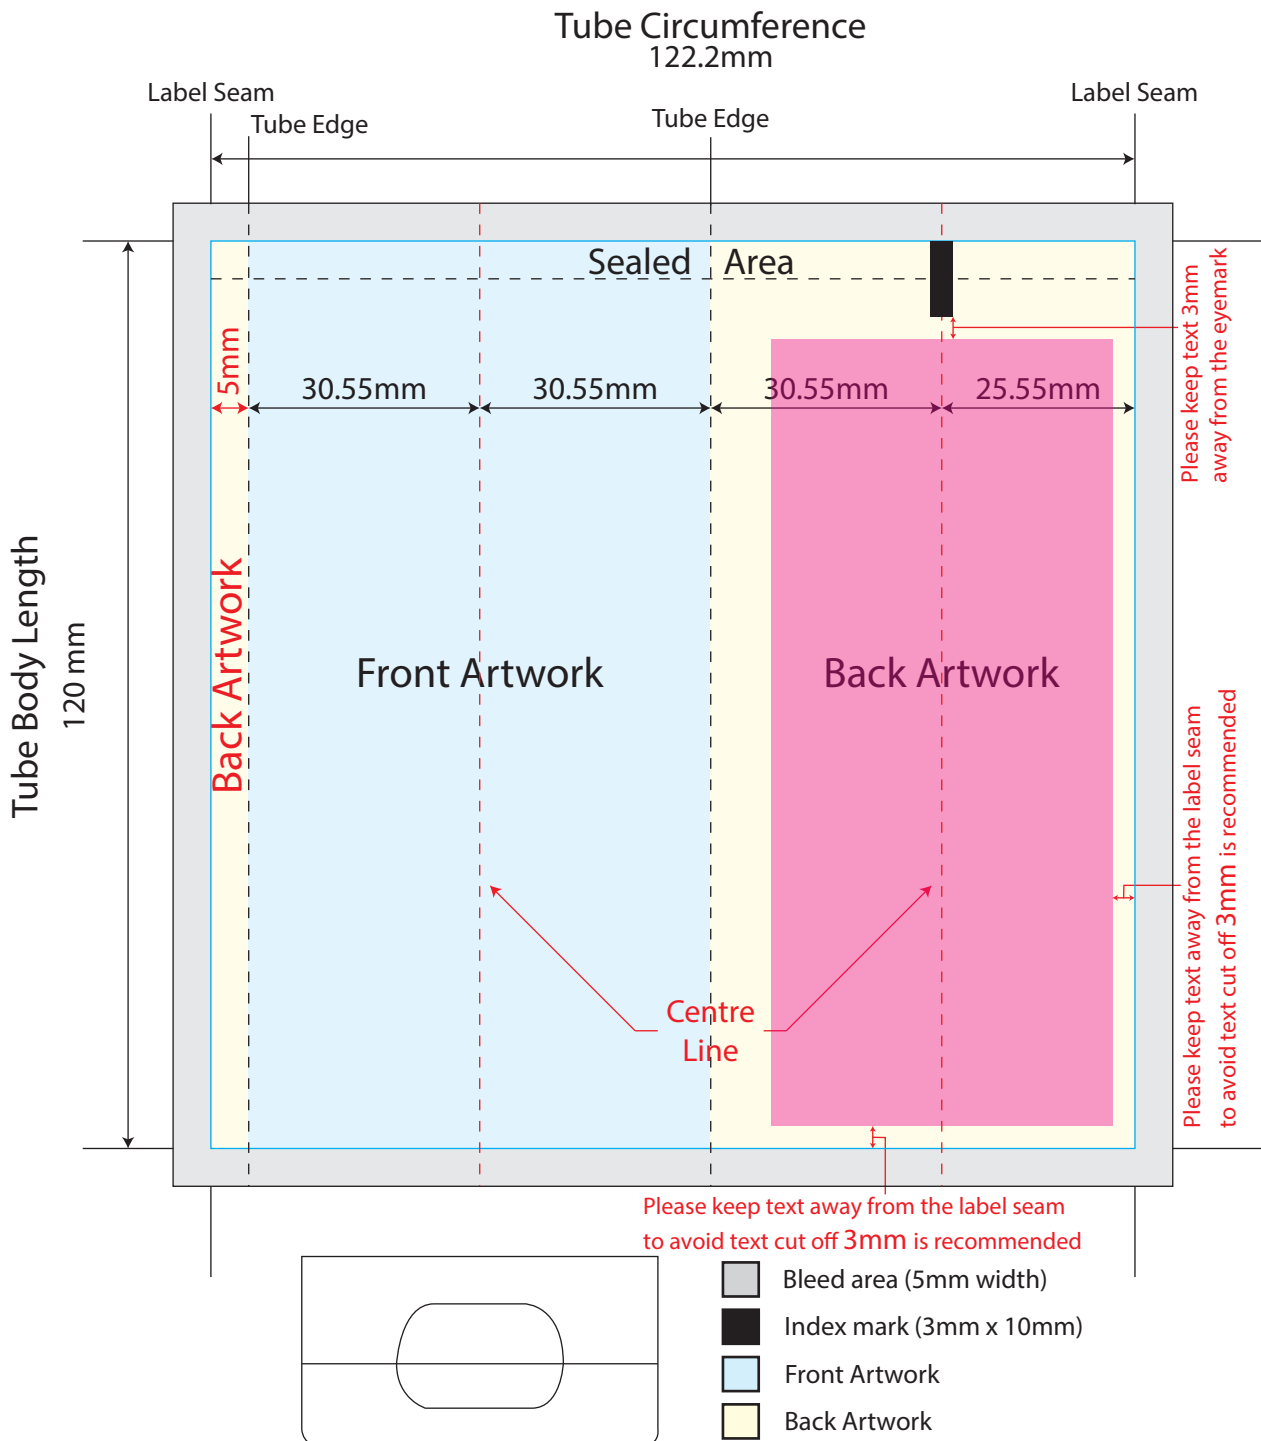 Tube Circumference
122.2mm
Label Seam
Label Seam
Tube Edge
Tube Edge
Sealed Area
Please keep text 3mm
away from the eyemark
5mm
30.55mm
30.55mm
30.55mm
25.55mm
Tube Body Length
120 mm
Back Artwork
Front Artwork
Back Artwork
Please keep text away from the label seam
to avoid text cut off 3mm is recommended
Centre
Line
Please keep text away from the label seam
to avoid text cut off 3mm is recommended
Bleed area (5mm width)
Index mark (3mm x 10mm)
Front Artwork
Back Artwork